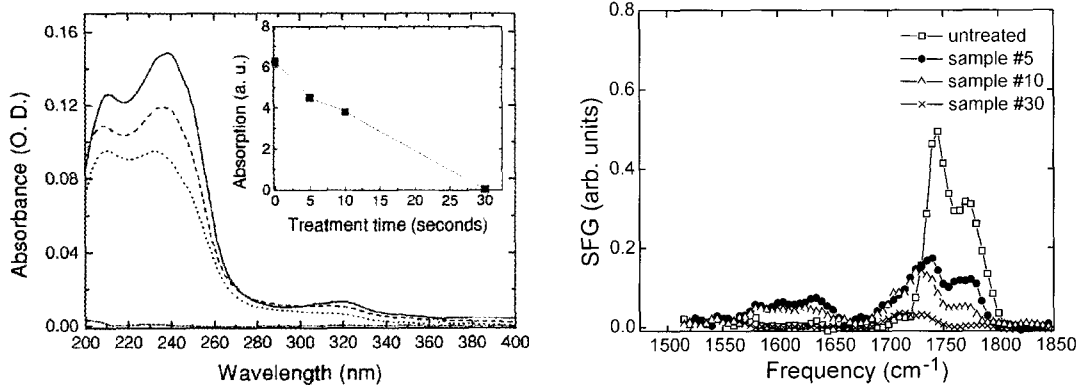 Absorbance (O. D.)
0.16
0.12
0.08
0.04
0.00
200 220 240 260 280 300 320 340 360 380 400
Wavelength (nm)
Absorption (a. u.)
8
6
4
2
0
0 5 10 15 20 25 30
Treatment time (seconds)
SFG (arb. units)
0.8
0.6
0.4
0.2
0.0
1500 1550 1600 1650 1700 1750 1800 1850
Frequency (cm-1)
untreated
sample #5
sample #10
sample #30